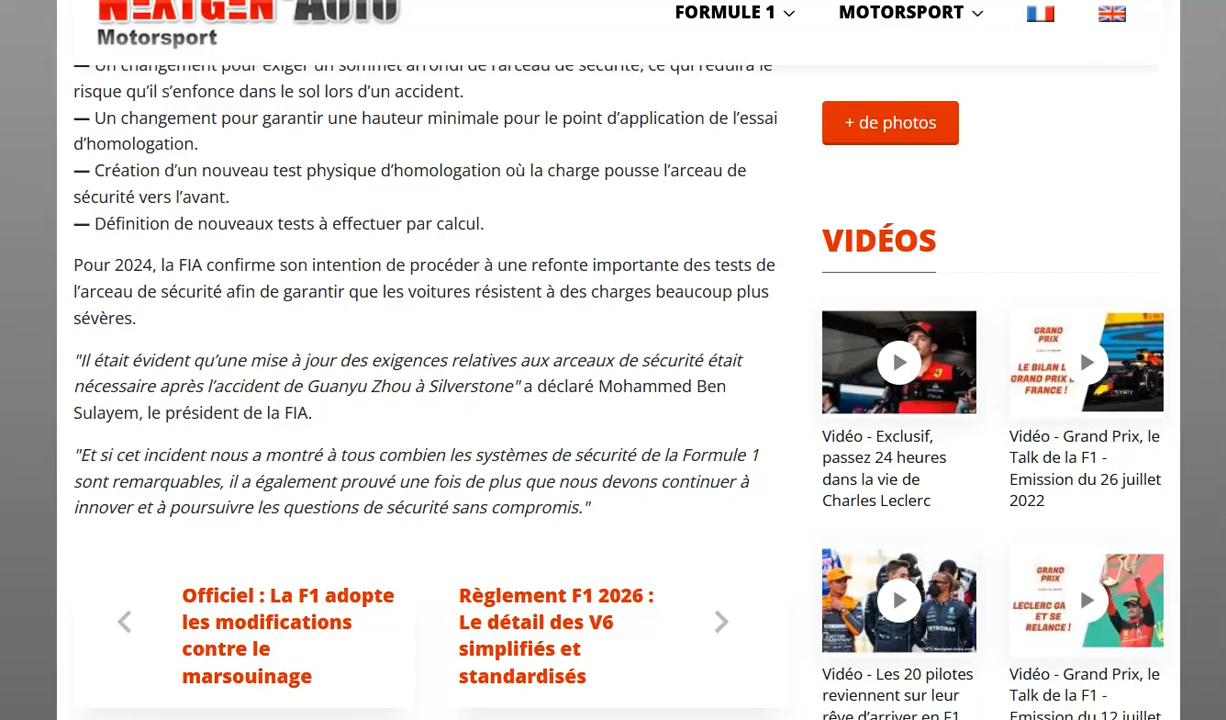 NEXTGEN AUTO
Motorsport
FORMULE 1
MOTORSPORT
— Un changement pour exiger un sommet arrondi de l'arceau de sécurité, ce qui réduira le
risque qu'il s'enfonce dans le sol lors d'un accident.
— Un changement pour garantir une hauteur minimale pour le point d'application de l'essai
d'homologation.
— Création d'un nouveau test physique d'homologation où la charge pousse l'arceau de
sécurité vers l'avant.
— Définition de nouveaux tests à effectuer par calcul.
Pour 2024, la FIA confirme son intention de procéder à une refonte importante des tests de
l'arceau de sécurité afin de garantir que les voitures résistent à des charges beaucoup plus
sévères.
"Il était évident qu'une mise à jour des exigences relatives aux arceaux de sécurité était
nécessaire après l'accident de Guanyu Zhou à Silverstone" a déclaré Mohammed Ben
Sulayem, le président de la FIA.
"Et si cet incident nous a montré à tous combien les systèmes de sécurité de la Formule 1
sont remarquables, il a également prouvé une fois de plus que nous devons continuer à
innover et à poursuivre les questions de sécurité sans compromis."
Officiel : La F1 adopte
les modifications
contre le
marsouinage
Règlement F1 2026 :
Le détail des V6
simplifiés et
standardisés
+ de photos
VIDÉOS
GRAND
PRIX
LE BILAN
GRAND PRIX
FRANCE !
Vidéo - Exclusif,
passez 24 heures
dans la vie de
Charles Leclerc
Vidéo - Grand Prix, le
Talk de la F1 -
Emission du 26 juillet
2022
PETRONAS
GRAND
PRIX
LECLERC GA
ET SE
RELANCE !
Vidéo - Les 20 pilotes
reviennent sur leur
rêve d'arriver en F1
Vidéo - Grand Prix, le
Talk de la F1 -
Emission du 12 juillet